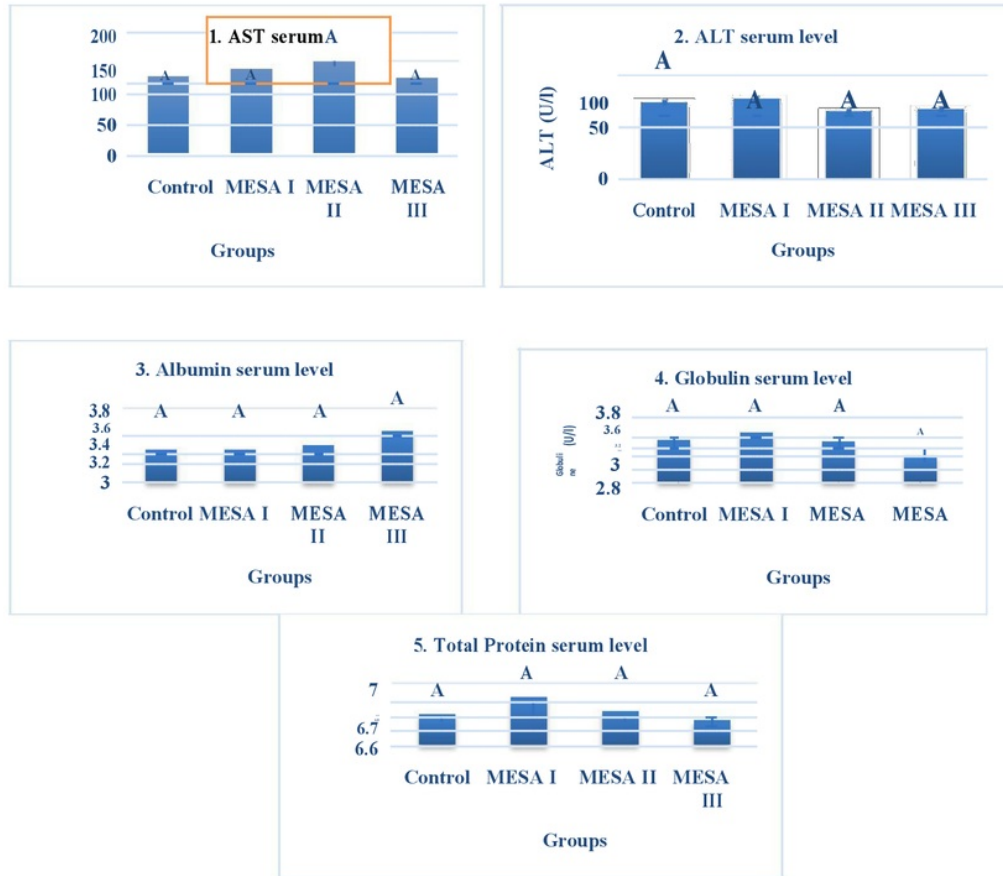 1. AST serum A
200
150
100
50
0
A
A
A
Control
MESA I
MESA II
MESA III
Groups
2. ALT serum level
A
ALT (U/l)
100
50
0
A
A
A
Control
MESA I
MESA II
MESA III
Groups
3. Albumin serum level
3.8
3.6
3.4
3.2
3
A
A
A
A
Control
MESA I
MESA II
MESA III
Groups
4. Globulin serum level
Globuli
ne
(U/l)
3.8
3.6
3
2.8
A
A
A
A
Control
MESA I
MESA
MESA
Groups
5. Total Protein serum level
7
6.7
6.6
A
A
A
A
Control
MESA I
MESA II
MESA III
Groups